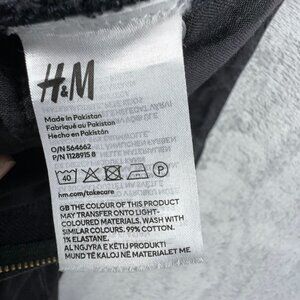 H&M
Made in Pakistan
Fabriqué au Pakistan
Hecho en Pakistán
O/N 564662
P/N 1128915 8
40
hm.com/takecare
GB THE COLOUR OF THIS PRODUCT
MAY TRANSFER ONTO LIGHT-
COLOURED MATERIALS. WASH WITH
SIMILAR COLOURS. 99% COTTON.
1% ELASTANE.
AL NGJYRA E KËTIJ PRODUKTI
MUND TË KALOJ NË MATERIALET ME